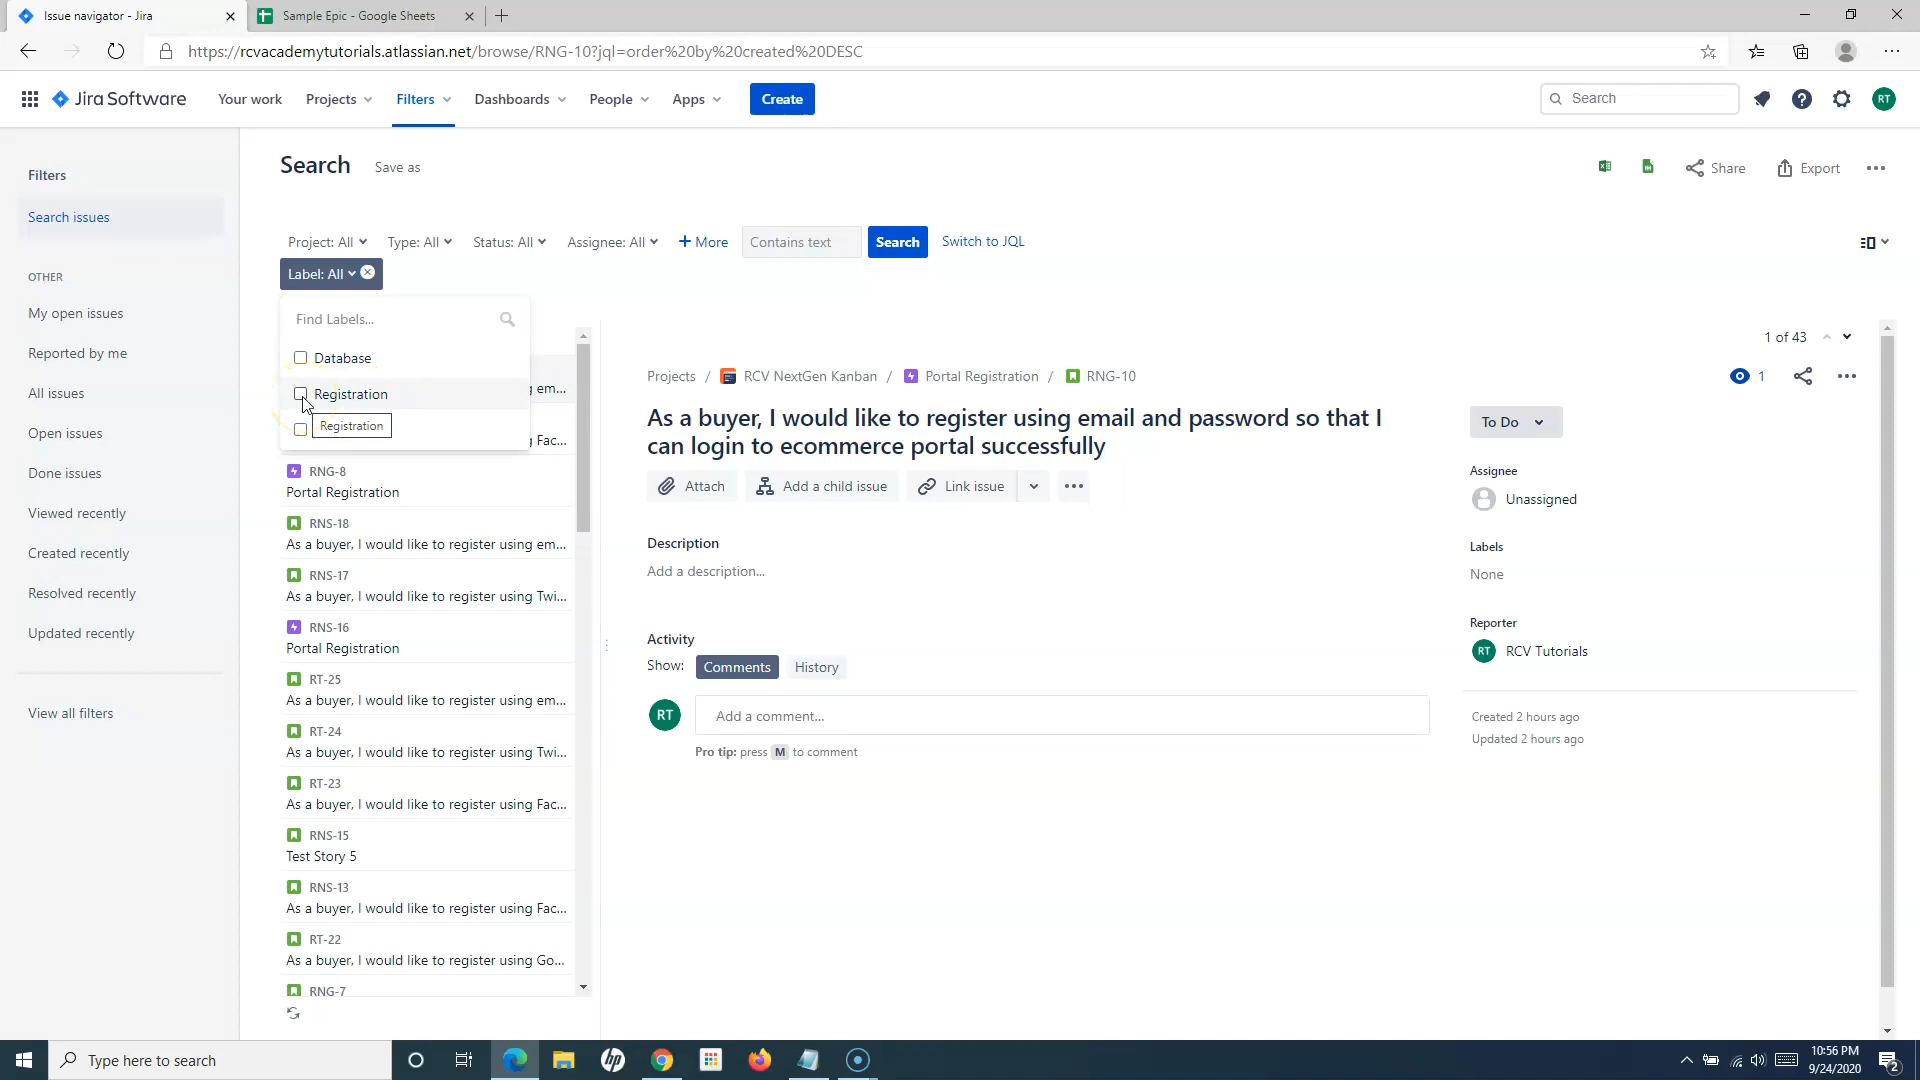 Issue navigator - Jira
Sample Epic - Google Sheets
https://rcvacademytutorials.atlassian.net/browse/RNG-10?jql=order%20by%20created%20DESC
Jira Software
Your work
Projects
Filters
Dashboards
People
Apps
Create
Search
RT
Filters
Search issues
OTHER
My open issues
Reported by me
All issues
Open issues
Done issues
Viewed recently
Created recently
Resolved recently
Updated recently
View all filters
Search
Save as
Share
Export
Project: All
Type: All
Status: All
Assignee: All
+ More
Contains text
Search
Switch to JQL
Label: All
Find Labels...
Database
Registration
Registration
g em...
g Fac...
RNG-8
Portal Registration
RNS-18
As a buyer, I would like to register using em...
RNS-17
As a buyer, I would like to register using Twi...
RNS-16
Portal Registration
RT-25
As a buyer, I would like to register using em...
RT-24
As a buyer, I would like to register using Twi...
RT-23
As a buyer, I would like to register using Fac...
RNS-15
Test Story 5
RNS-13
As a buyer, I would like to register using Fac...
RT-22
As a buyer, I would like to register using Go...
RNG-7
1 of 43
Projects / RCV NextGen Kanban / Portal Registration / RNG-10
1
As a buyer, I would like to register using email and password so that I
can login to ecommerce portal successfully
Attach
Add a child issue
Link issue
Description
Add a description...
Activity
Show:
Comments
History
RT
Add a comment...
Pro tip: press M to comment
To Do
Assignee
Unassigned
Labels
None
Reporter
RT
RCV Tutorials
Created 2 hours ago
Updated 2 hours ago
Type here to search
hp
10:56 PM
9/24/2020
2